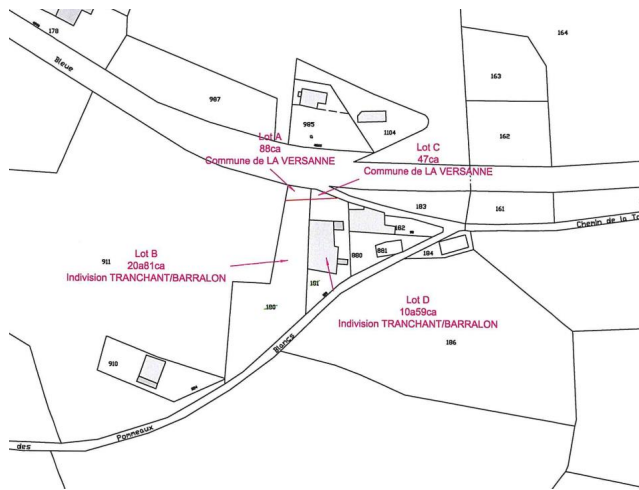 178
164
Bleue
163
987
985
Lot A
88ca
Commune de LA VERSANNE
1104
162
Lot C
47ca
Commune de LA VERSANNE
183
161
Chemin de la
182
Lot B
20a81ca
Indivision TRANCHANT/BARRALON
911
880
881
184
181
180
Lot D
10a59ca
Indivision TRANCHANT/BARRALON
186
910
Blancs
Ponneaux
des